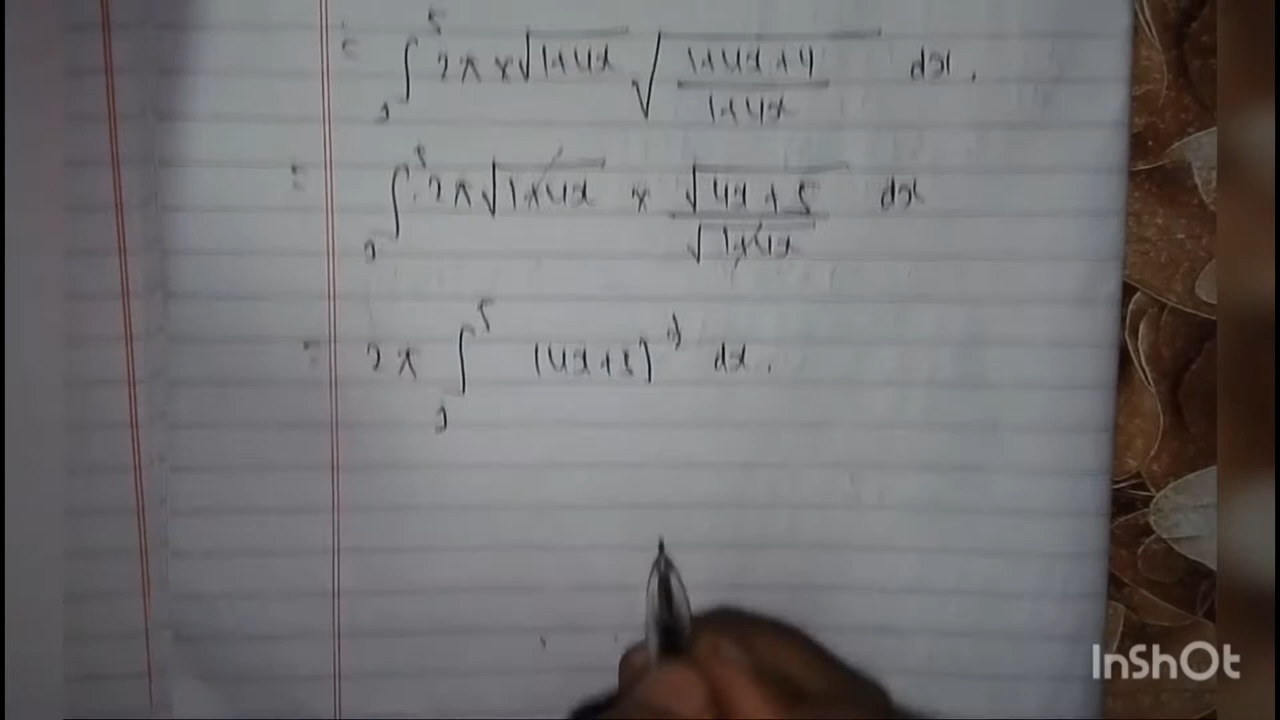 = ∫₁⁵ 2π × √(1+4x) √((1+4x+4)/(1+4x)) dx.
= ∫₁⁵ 2π √(1+4x) × √(4x+5)/√(1+4x) dx
= 2π ∫₁⁵ (4x+5)^½ dx.
InShOt